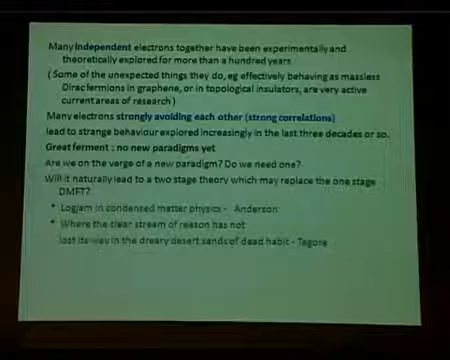 Many independent electrons together have been experimentally and
theoretically explored for more than a hundred years
(Some of the unexpected things they do, eg effectively behaving as massless
Dirac fermions in graphene, or in topological insulators, are very active
current areas of research)
Many electrons strongly avoiding each other (strong correlations)
lead to strange behaviour explored increasingly in the last three decades or so.
Great ferment : no new paradigms yet
Are we on the verge of a new paradigm? Do we need one?
Will it naturally lead to a two stage theory which may replace the one stage
DMFT?
• Logjam in condensed matter physics - Anderson
• Where the clear stream of reason has not
lost its way in the dreary desert sands of dead habit - Tagore